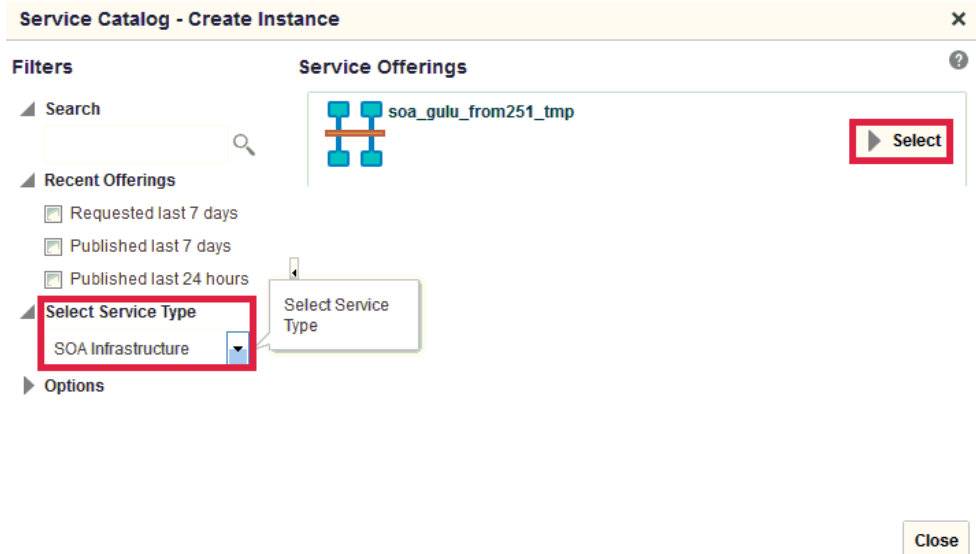 Service Catalog - Create Instance
Filters
Service Offerings
Search
soa_gulu_from251_tmp
Select
Recent Offerings
Requested last 7 days
Published last 7 days
Published last 24 hours
Select Service Type
SOA Infrastructure
Select Service
Type
Options
Close